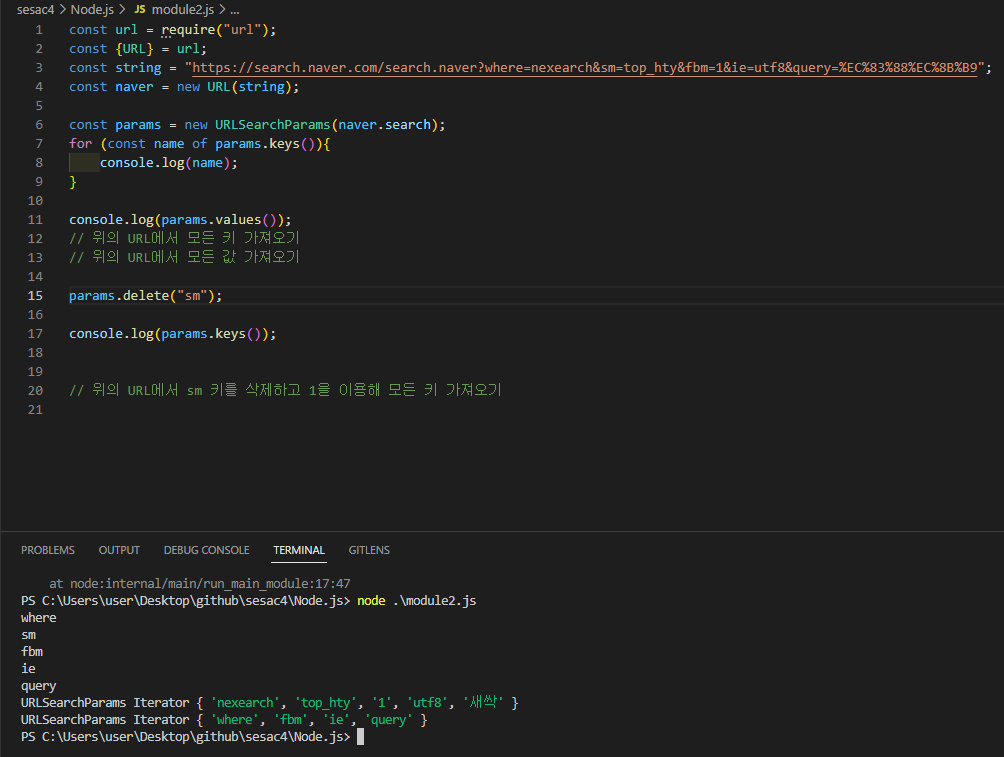 sesac4 > Node.js > JS module2.js > ...
1 const url = require("url");
2 const {URL} = url;
3 const string = "https://search.naver.com/search.naver?where=nexearch&sm=top_hty&fbm=1&ie=utf8&query=%EC%83%88%EC%8B%B9";
4 const naver = new URL(string);
5
6 const params = new URLSearchParams(naver.search);
7 for (const name of params.keys()){
8     console.log(name);
9 }
10
11 console.log(params.values());
12 // 위의 URL에서 모든 키 가져오기
13 // 위의 URL에서 모든 값 가져오기
14
15 params.delete("sm");
16
17 console.log(params.keys());
18
19
20 // 위의 URL에서 sm 키를 삭제하고 1을 이용해 모든 키 가져오기
21
PROBLEMS OUTPUT DEBUG CONSOLE TERMINAL GITLENS
    at node:internal/main/run_main_module:17:47
PS C:\Users\user\Desktop\github\sesac4\Node.js> node .\module2.js
where
sm
fbm
ie
query
URLSearchParams Iterator { 'nexearch', 'top_hty', '1', 'utf8', '새싹' }
URLSearchParams Iterator { 'where', 'fbm', 'ie', 'query' }
PS C:\Users\user\Desktop\github\sesac4\Node.js>